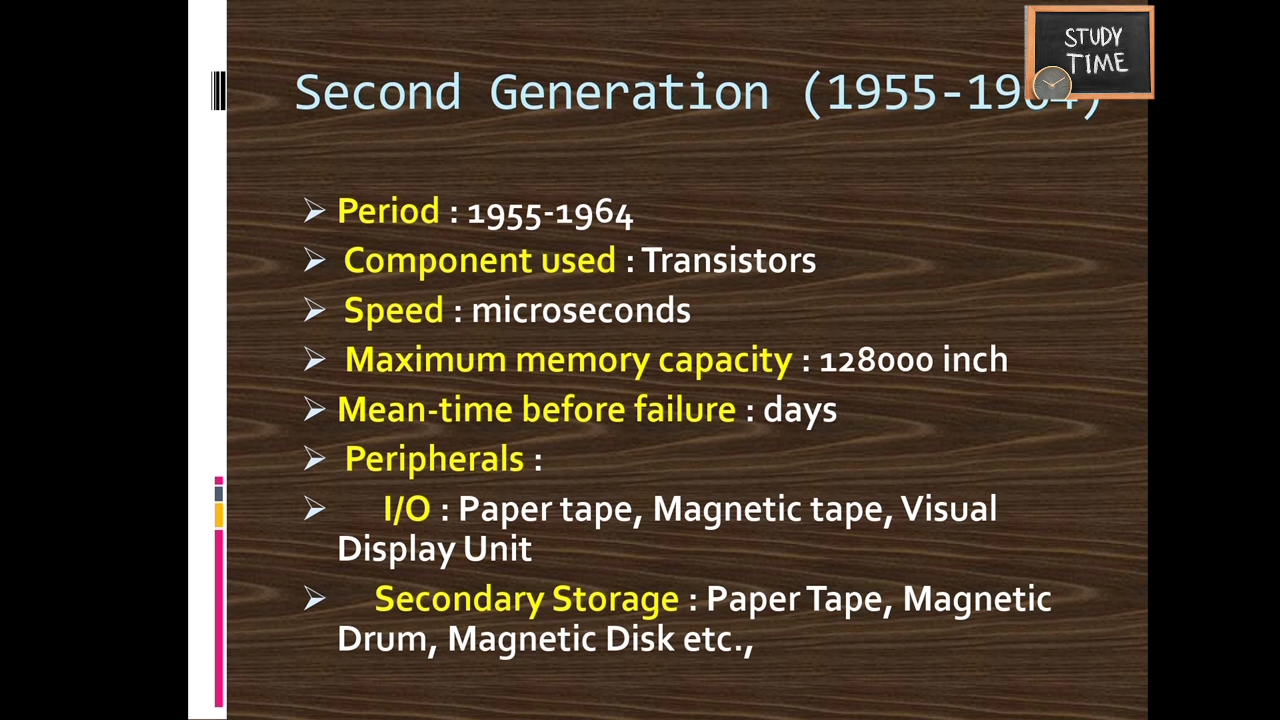 STUDY
TIME
Second Generation (1955-1964)
➢ Period : 1955-1964
➢ Component used : Transistors
➢ Speed : microseconds
➢ Maximum memory capacity : 128000 inch
➢ Mean-time before failure : days
➢ Peripherals :
➢ I/O : Paper tape, Magnetic tape, Visual
Display Unit
➢ Secondary Storage : Paper Tape, Magnetic
Drum, Magnetic Disk etc.,